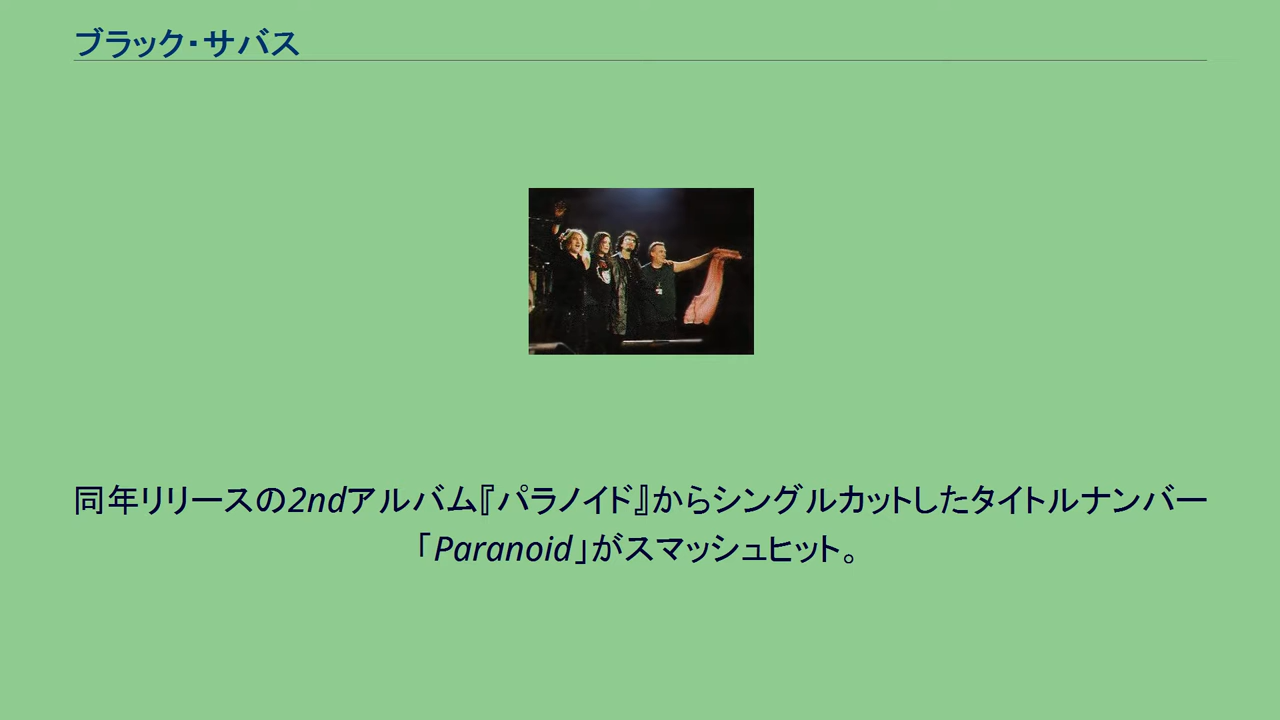 ブラック・サバス
同年リリースの2ndアルバム『パラノイド』からシングルカットしたタイトルナンバー
「Paranoid」がスマッシュヒット。